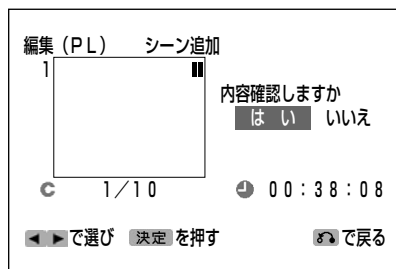 編集（ＰＬ）　シーン追加
1
内容確認しますか
はい　いいえ
C　1／10　00：38：08
で選び　決定 を押す　で戻る